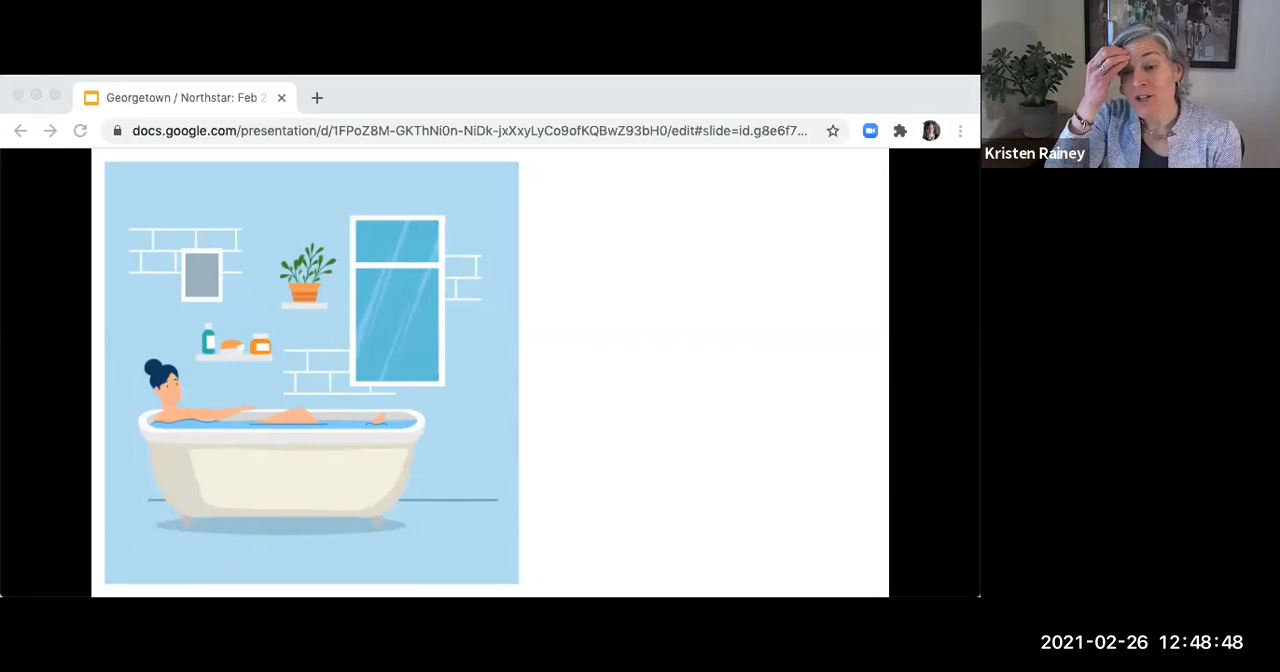 Georgetown / Northstar: Feb 2
docs.google.com/presentation/d/1FPoZ8M-GKThNi0n-NiDk-jxXxyLyCo9ofKQBwZ93bH0/edit#slide=id.g8e6f7...
Kristen Rainey
2021-02-26 12:48:48